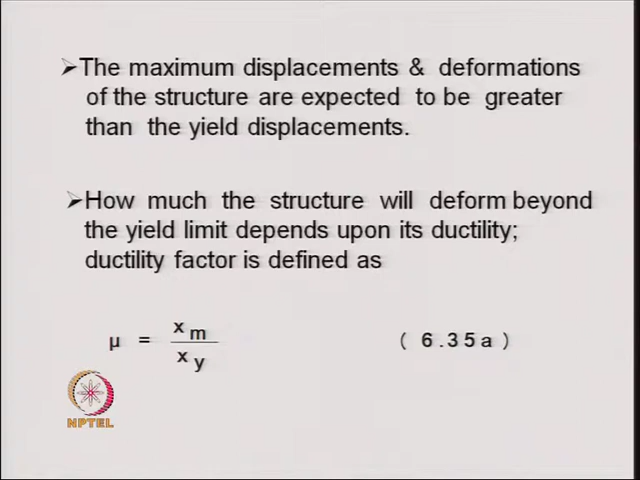 ➤The maximum displacements & deformations
of the structure are expected to be greater
than the yield displacements.
➤How much the structure will deform beyond
the yield limit depends upon its ductility;
ductility factor is defined as
μ = x m / x y ( 6.35a )
NPTEL